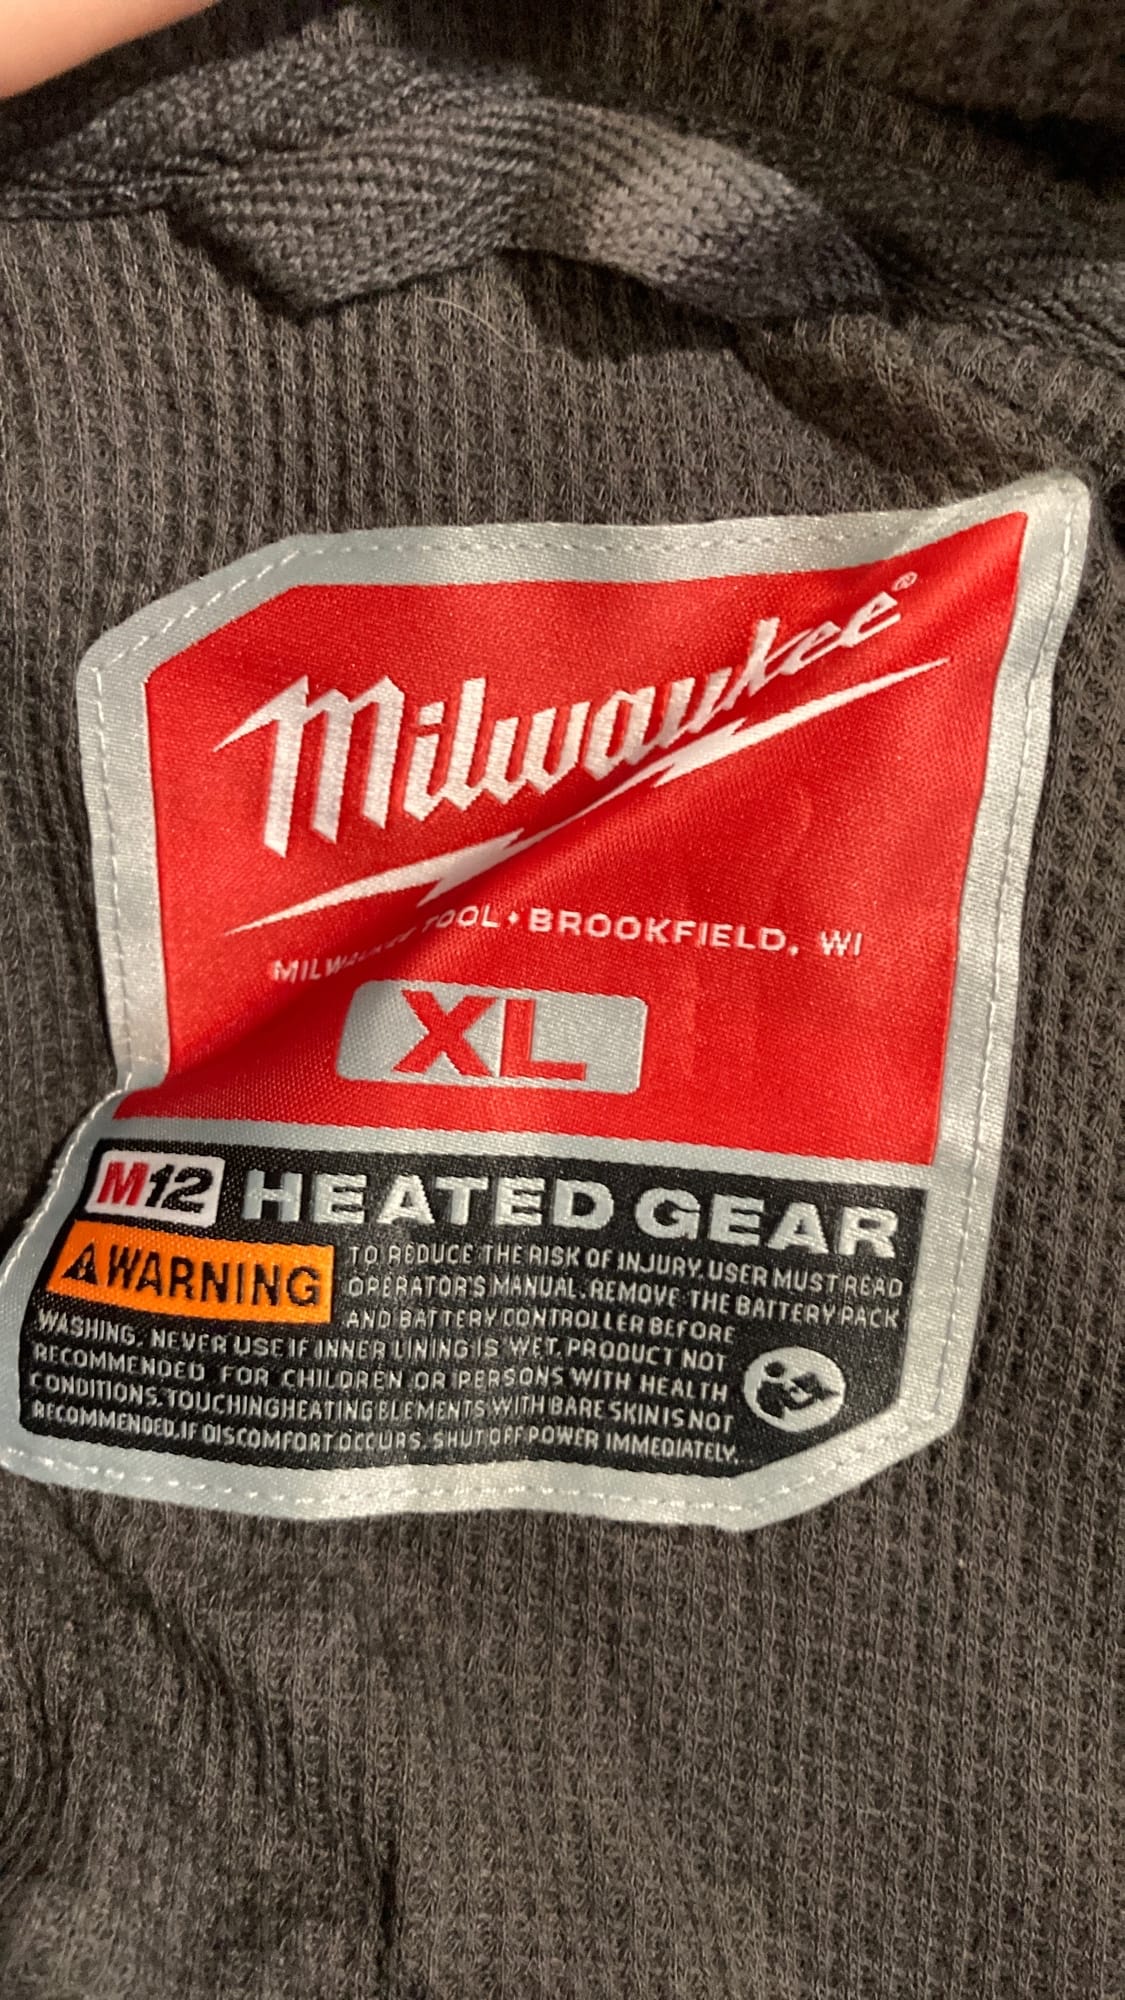 Milwaukee®
MILWAUKEE TOOL • BROOKFIELD, WI
XL
M12 HEATED GEAR
WARNING TO REDUCE THE RISK OF INJURY, USER MUST READ
OPERATOR'S MANUAL. REMOVE THE BATTERY PACK
AND BATTERY CONTROLLER BEFORE
WASHING. NEVER USE IF INNER LINING IS WET. PRODUCT NOT
RECOMMENDED FOR CHILDREN OR PERSONS WITH HEALTH
CONDITIONS. TOUCHING HEATING ELEMENTS WITH BARE SKIN IS NOT
RECOMMENDED. IF DISCOMFORT OCCURS, SHUT OFF POWER IMMEDIATELY.